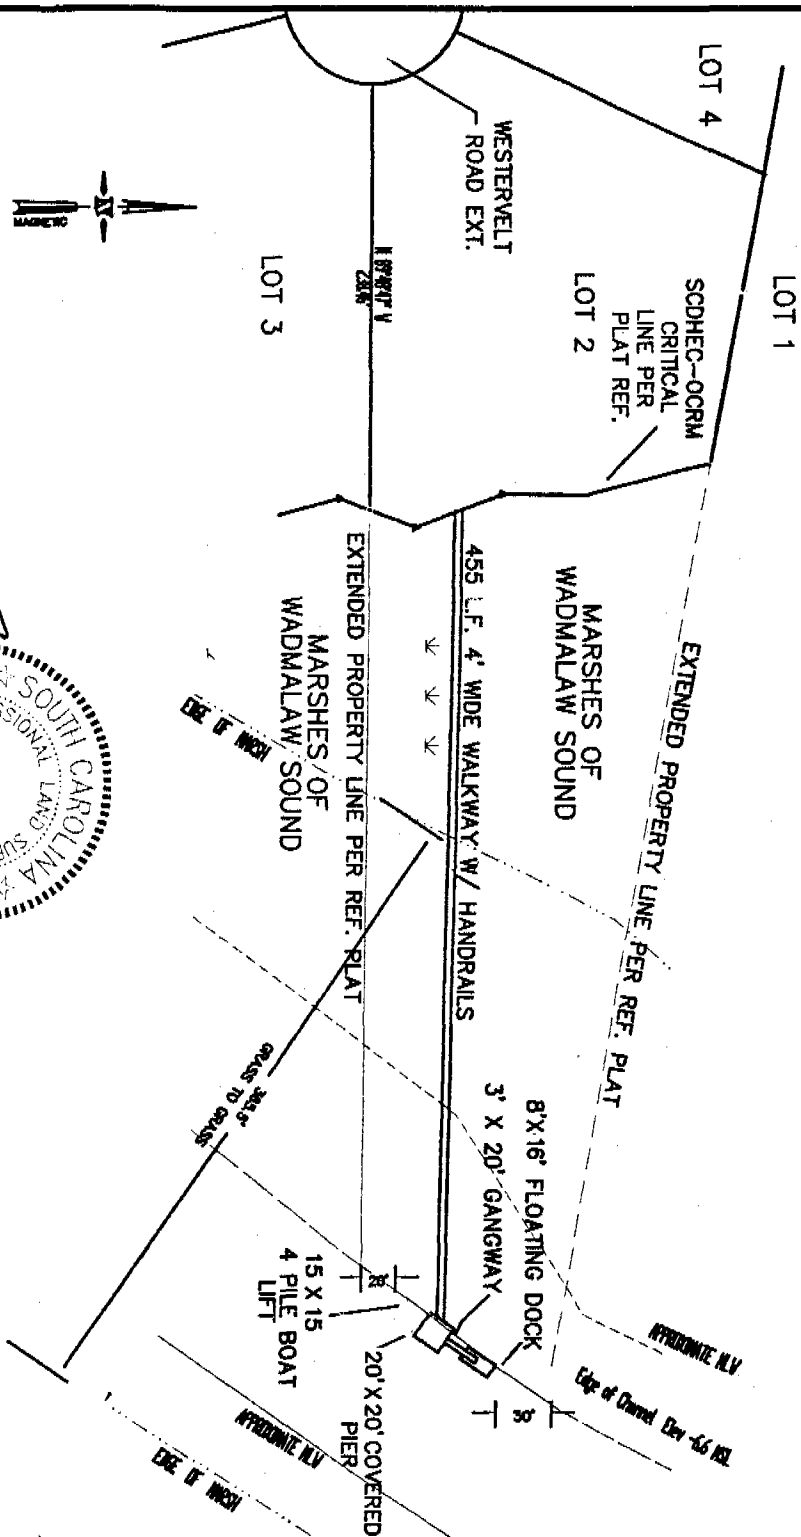 LOT 1
LOT 4
WESTERVELT
ROAD EXT.
SCDHEC-OCRM
CRITICAL
LINE PER
PLAT REF.
LOT 2
LOT 3
MAGNETIC
EXTENDED PROPERTY LINE PER REF. PLAT
MARSHES OF
WADMALAW SOUND
455 L.F. 4' WIDE WALKWAY W/ HANDRAILS
EXTENDED PROPERTY LINE PER REF. PLAT
MARSHES OF
WADMALAW SOUND
EDGE OF MARSH
SOUTH CAROLINA
LAND
GRASS TO GRASS
8'X16' FLOATING DOCK
3' X 20' GANGWAY
20'
15 X 15
4 PILE BOAT
LIFT
20'X20' COVERED
PIER
30'
APPROXIMATE MLW
Edge of Channel Elev -6.6 MSL
APPROXIMATE MLW
EDGE OF MARSH